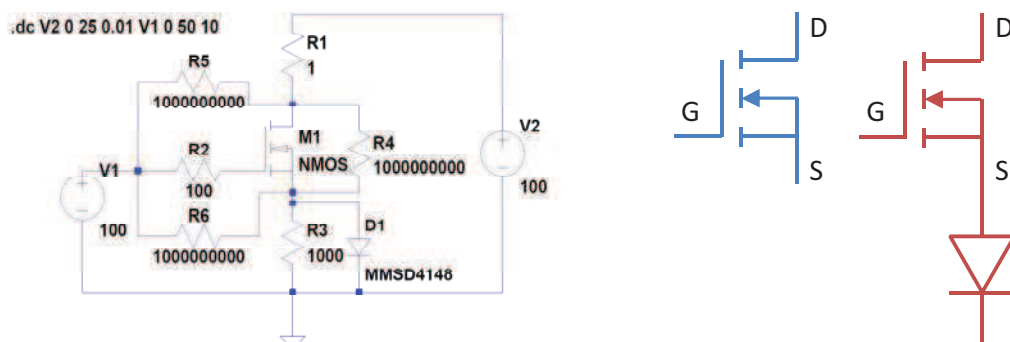 .dc V2 0 25 0.01 V1 0 50 10
R1
1
R5
1000000000
M1
NMOS
R4
1000000000
V2
100
R2
100
V1
100
R6
1000000000
R3
1000
D1
MMSD4148
D
G
S
D
G
S